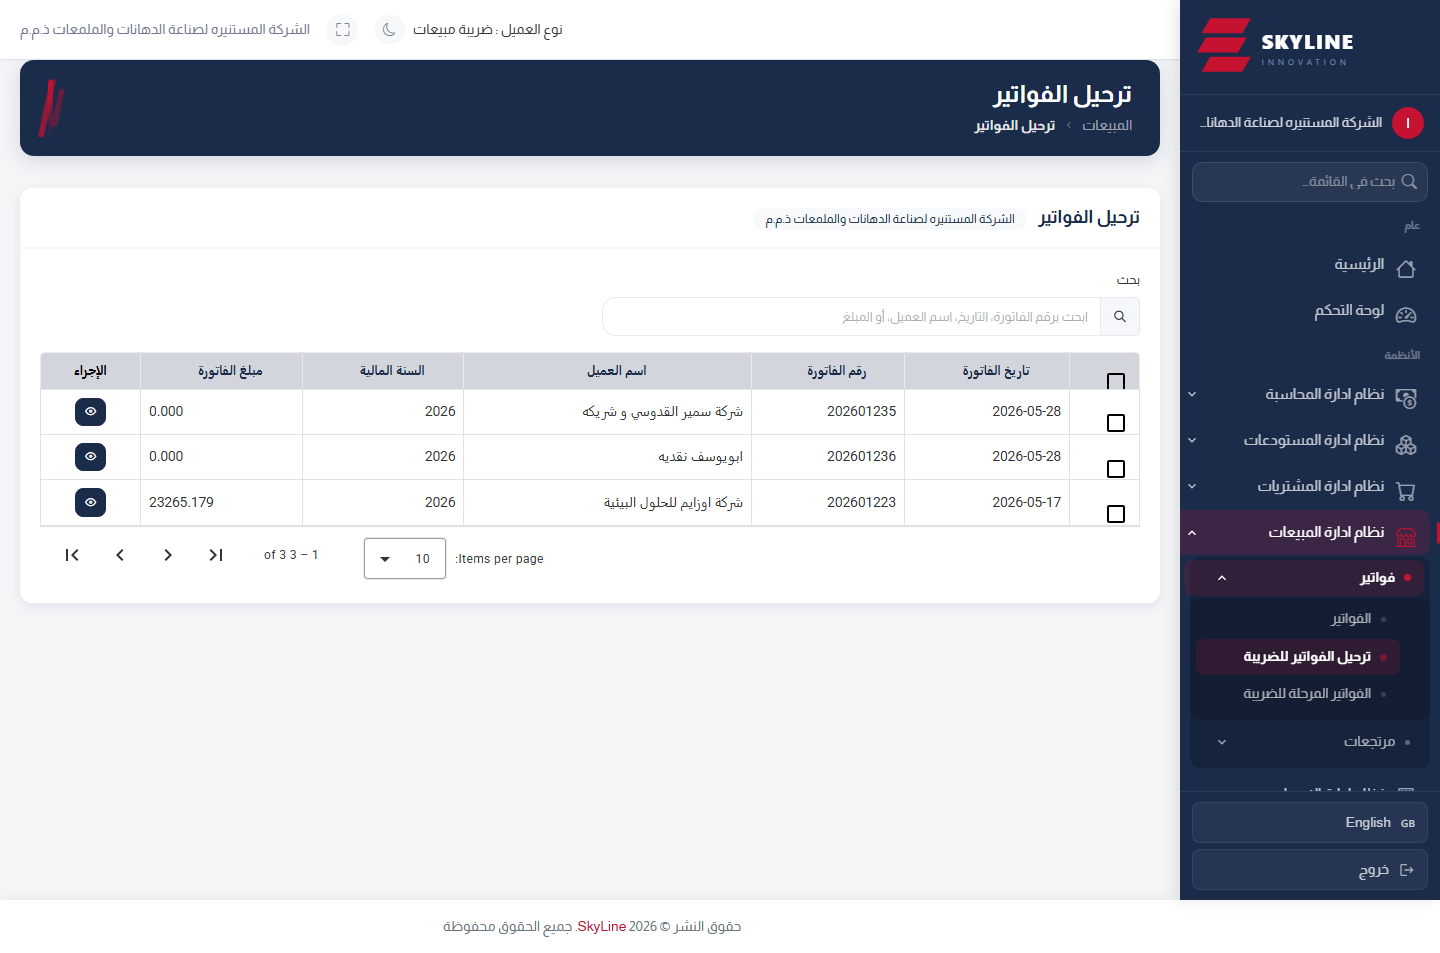 نوع العميل : ضريبة مبيعات
الشركة المستنيره لصناعة الدهانات والملمعات ذ.م.م
SKYLINE
INNOVATION
ا
الشركة المستنيره لصناعة الدهانا...
بحث في القائمة...
عام
الرئيسية
لوحة التحكم
الأنظمة
نظام ادارة المحاسبة
نظام ادارة المستودعات
نظام ادارة المشتريات
نظام ادارة المبيعات
فواتير
الفواتير
ترحيل الفواتير للضريبة
الفواتير المرحلة للضريبة
مرتجعات
GB English
خروج
ترحيل الفواتير
المبيعات › ترحيل الفواتير
ترحيل الفواتير
الشركة المستنيره لصناعة الدهانات والملمعات ذ.م.م
بحث
ابحث برقم الفاتورة، التاريخ، اسم العميل، أو المبلغ
تاريخ الفاتورة رقم الفاتورة اسم العميل السنة المالية مبلغ الفاتورة الإجراء
2026-05-28 202601235 شركة سمير القدوسي و شريكه 2026 0.000
2026-05-28 202601236 ابويوسف نقديه 2026 0.000
2026-05-17 202601223 شركة اوزايم للحلول البيئية 2026 23265.179
:Items per page 10
of 3 3 – 1
حقوق النشر © 2026 SkyLine. جميع الحقوق محفوظة